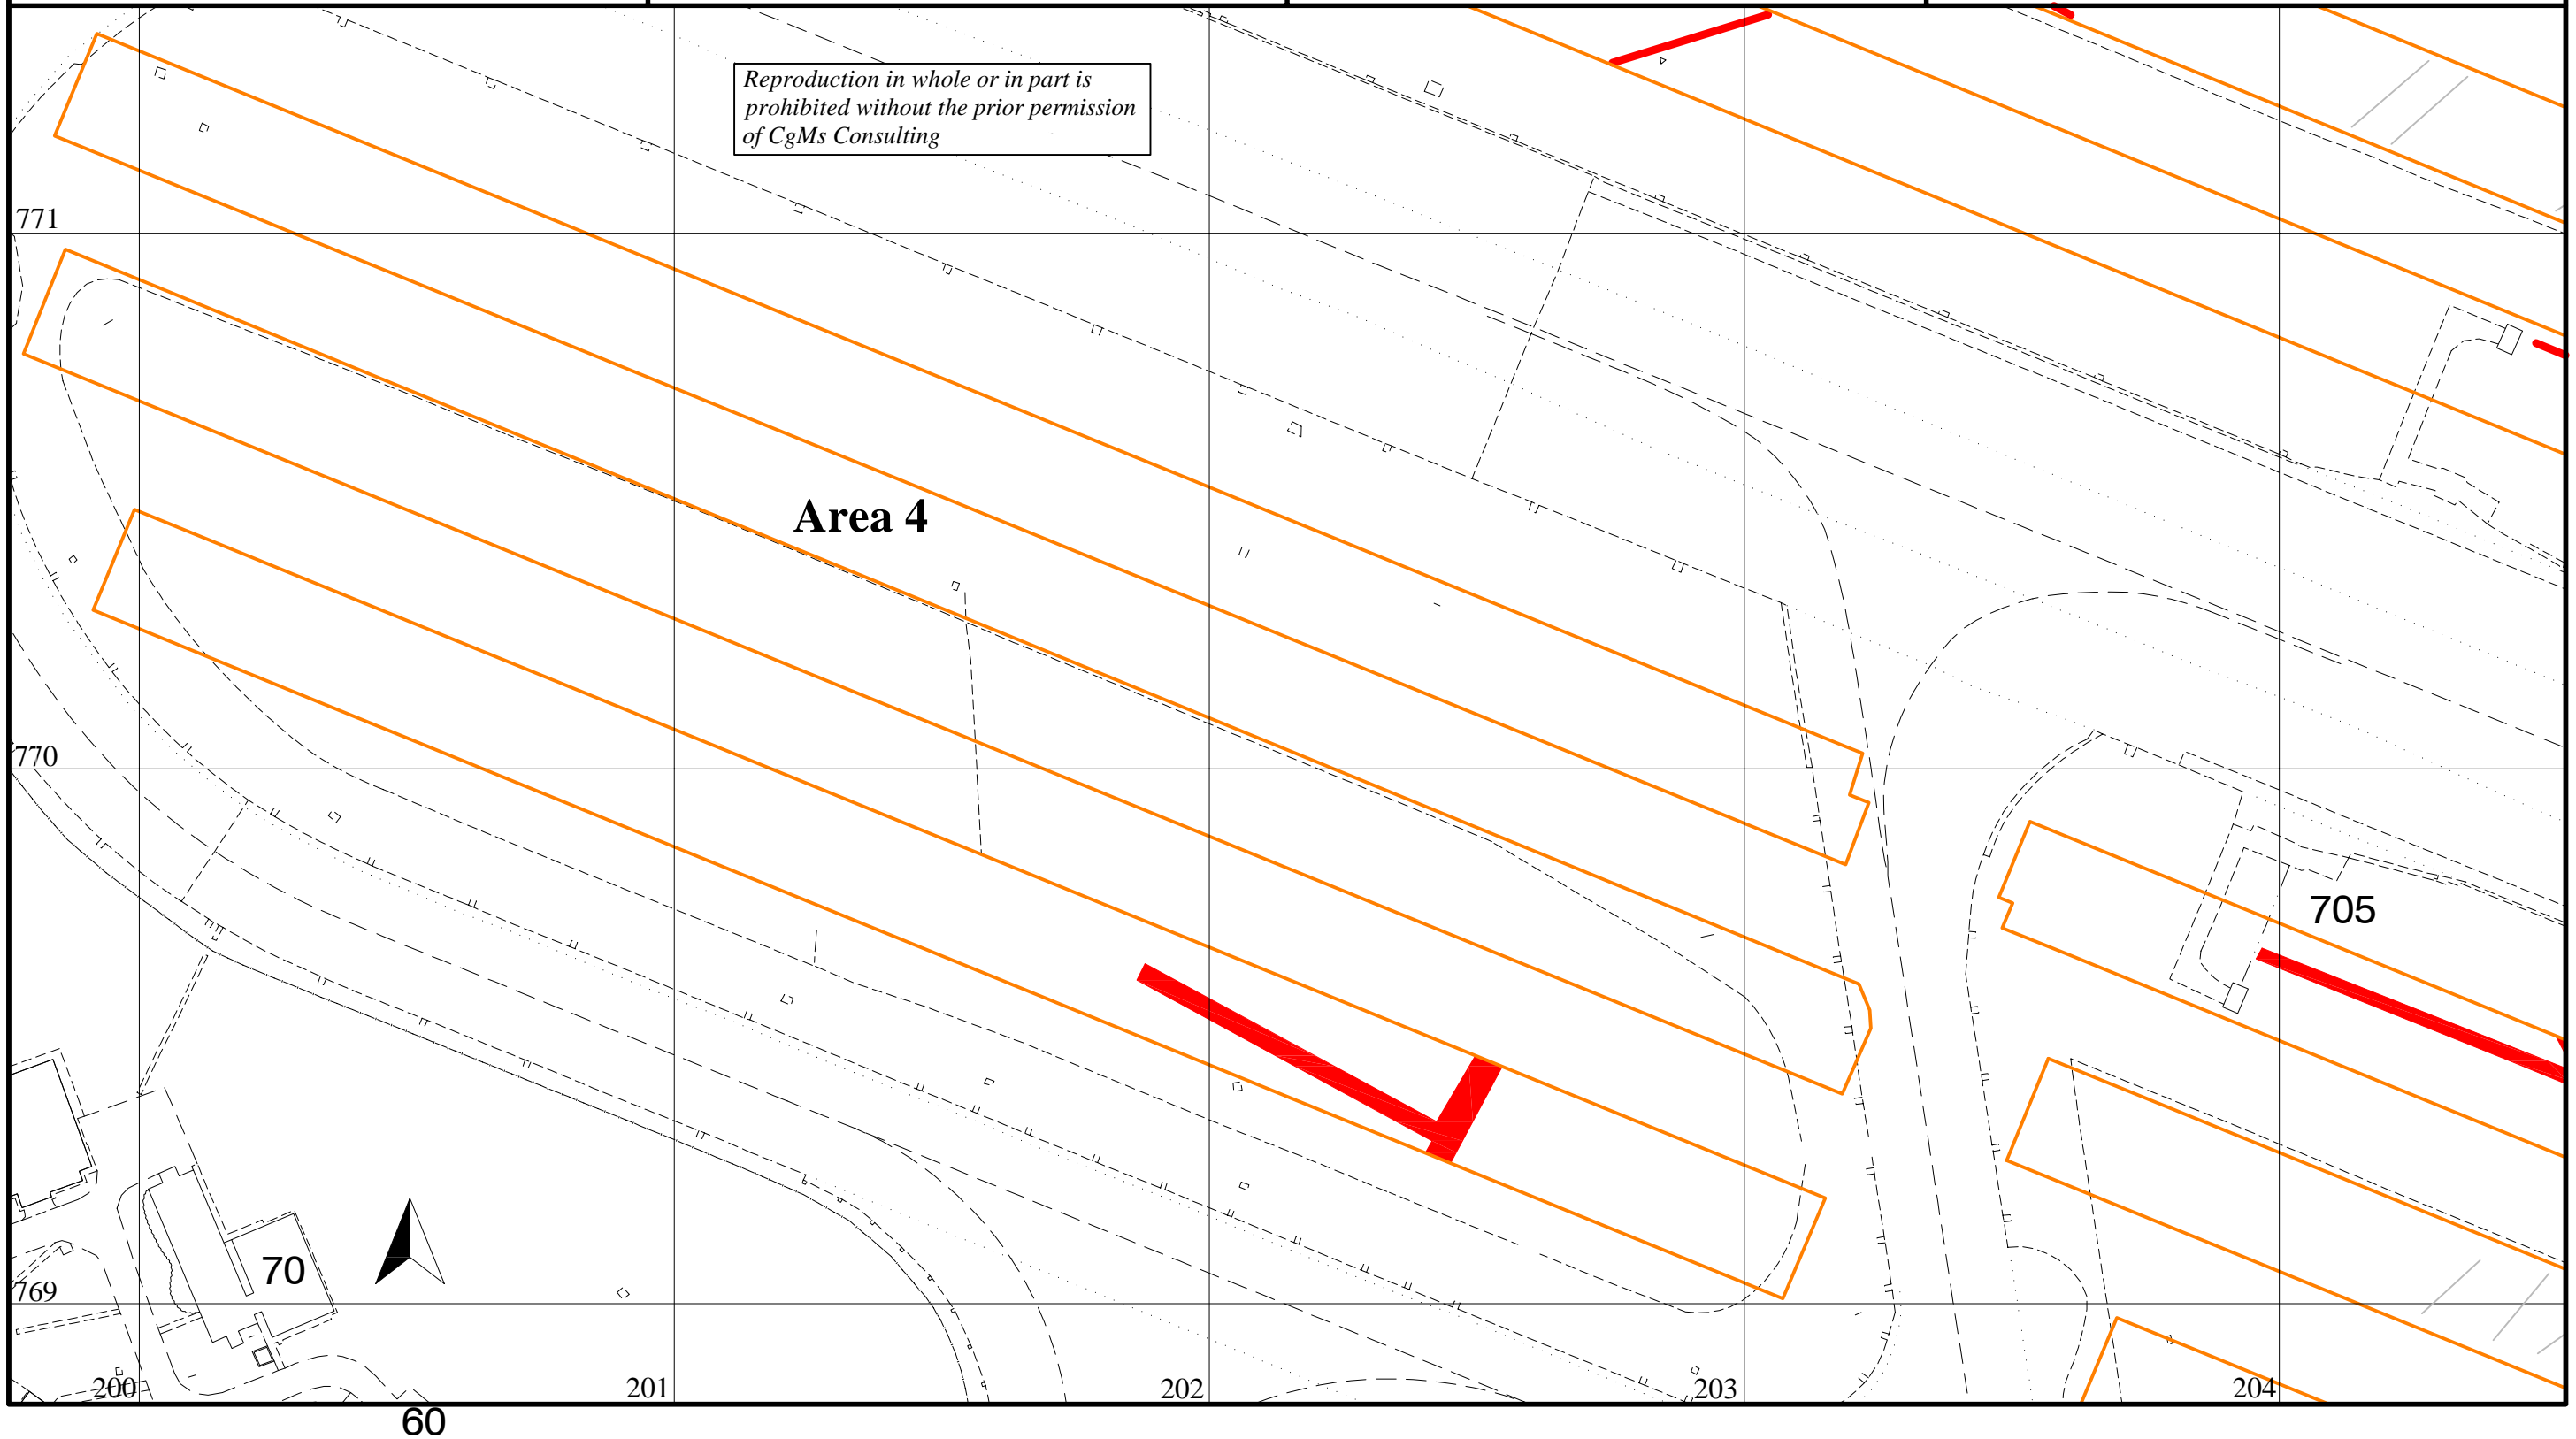 Reproduction in whole or in part is
prohibited without the prior permission
of CgMs Consulting
771
Area 4
770
705
70
769
200
201
202
203
204
60